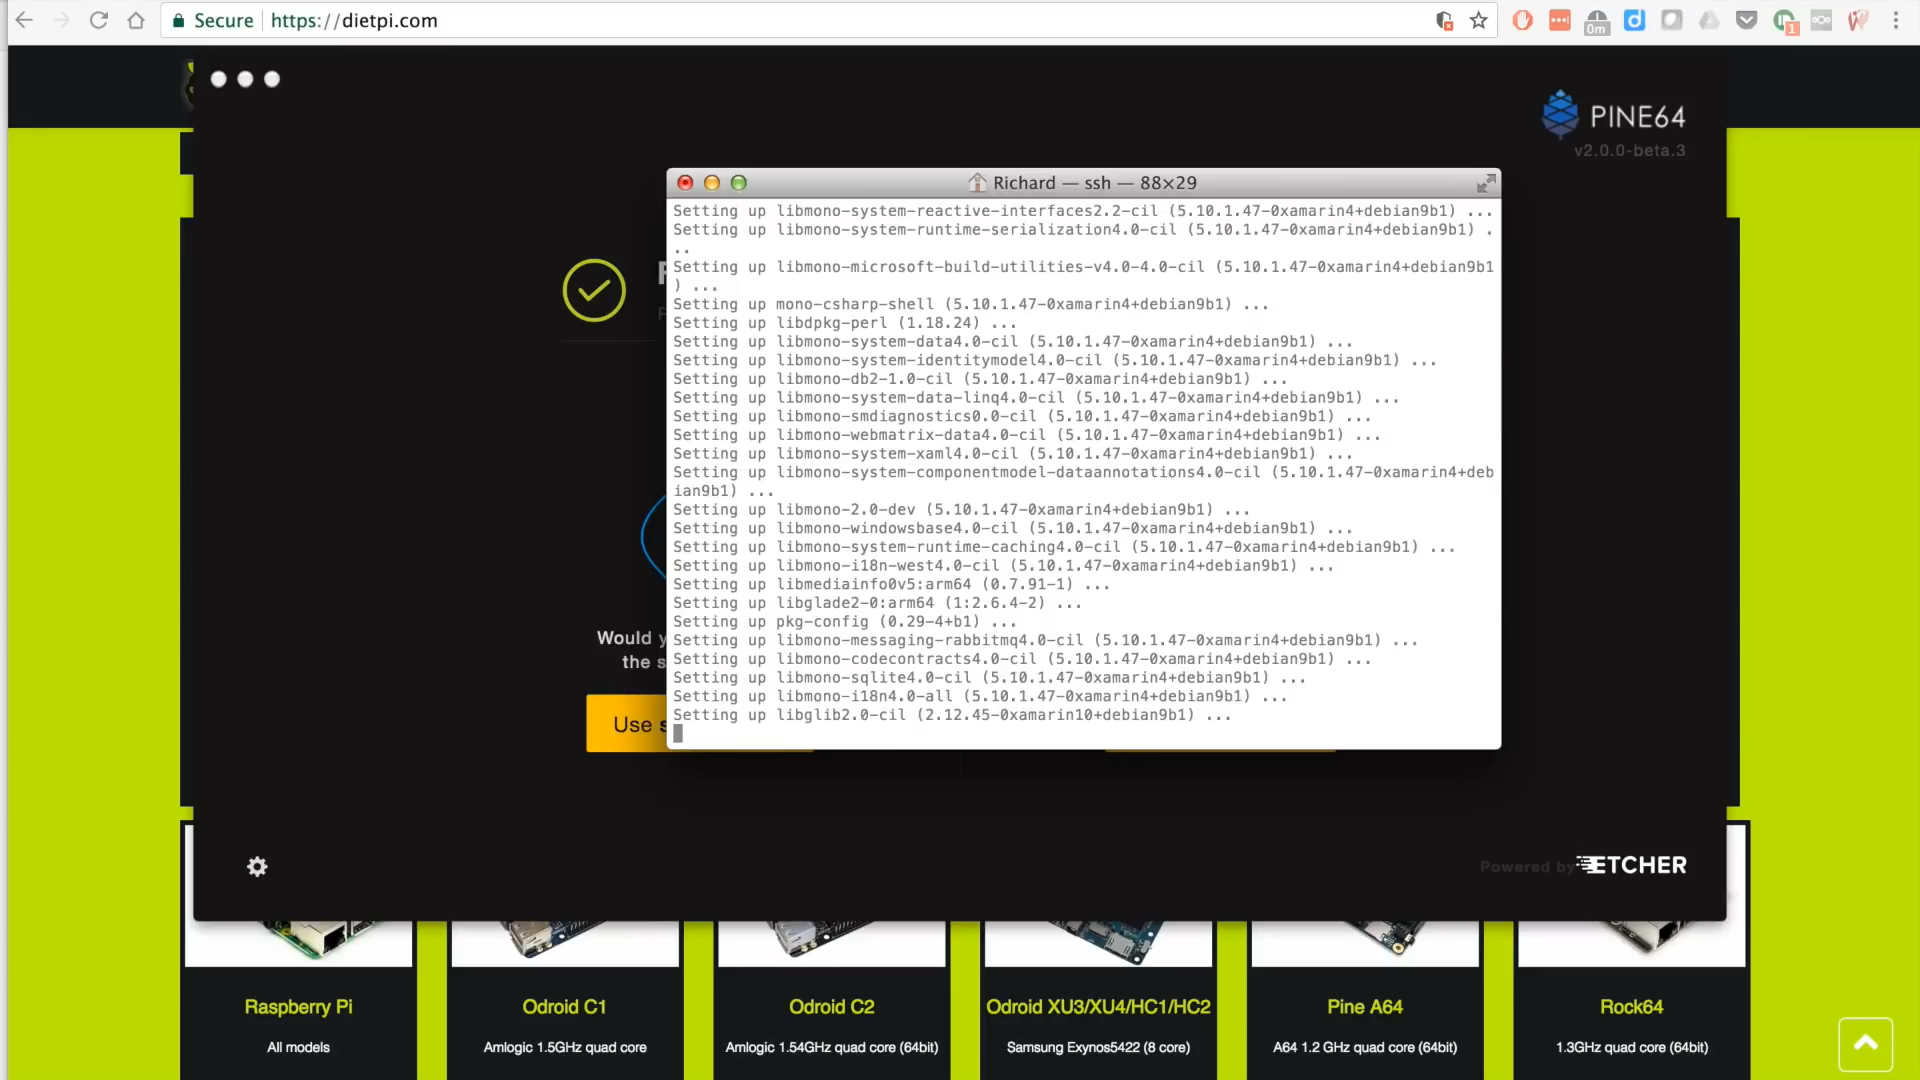 Secure https://dietpi.com
0m
1
PINE64
v2.0.0-beta.3
Richard — ssh — 88×29
Setting up libmono-system-reactive-interfaces2.2-cil (5.10.1.47-0xamarin4+debian9b1) ...
Setting up libmono-system-runtime-serialization4.0-cil (5.10.1.47-0xamarin4+debian9b1) .
..
Setting up libmono-microsoft-build-utilities-v4.0-4.0-cil (5.10.1.47-0xamarin4+debian9b1
) ...
Setting up mono-csharp-shell (5.10.1.47-0xamarin4+debian9b1) ...
Setting up libdpkg-perl (1.18.24) ...
Setting up libmono-system-data4.0-cil (5.10.1.47-0xamarin4+debian9b1) ...
Setting up libmono-system-identitymodel4.0-cil (5.10.1.47-0xamarin4+debian9b1) ...
Setting up libmono-db2-1.0-cil (5.10.1.47-0xamarin4+debian9b1) ...
Setting up libmono-system-data-linq4.0-cil (5.10.1.47-0xamarin4+debian9b1) ...
Setting up libmono-smdiagnostics0.0-cil (5.10.1.47-0xamarin4+debian9b1) ...
Setting up libmono-webmatrix-data4.0-cil (5.10.1.47-0xamarin4+debian9b1) ...
Setting up libmono-system-xaml4.0-cil (5.10.1.47-0xamarin4+debian9b1) ...
Setting up libmono-system-componentmodel-dataannotations4.0-cil (5.10.1.47-0xamarin4+deb
ian9b1) ...
Setting up libmono-2.0-dev (5.10.1.47-0xamarin4+debian9b1) ...
Setting up libmono-windowsbase4.0-cil (5.10.1.47-0xamarin4+debian9b1) ...
Setting up libmono-system-runtime-caching4.0-cil (5.10.1.47-0xamarin4+debian9b1) ...
Setting up libmono-i18n-west4.0-cil (5.10.1.47-0xamarin4+debian9b1) ...
Setting up libmediainfo0v5:arm64 (0.7.91-1) ...
Setting up libglade2-0:arm64 (1:2.6.4-2) ...
Setting up pkg-config (0.29-4+b1) ...
Setting up libmono-messaging-rabbitmq4.0-cil (5.10.1.47-0xamarin4+debian9b1) ...
Setting up libmono-codecontracts4.0-cil (5.10.1.47-0xamarin4+debian9b1) ...
Setting up libmono-sqlite4.0-cil (5.10.1.47-0xamarin4+debian9b1) ...
Setting up libmono-i18n4.0-all (5.10.1.47-0xamarin4+debian9b1) ...
Setting up libglib2.0-cil (2.12.45-0xamarin10+debian9b1) ...
Would
the
Use
Powered by ETCHER
Raspberry Pi
All models
Odroid C1
Amlogic 1.5GHz quad core
Odroid C2
Amlogic 1.54GHz quad core (64bit)
Odroid XU3/XU4/HC1/HC2
Samsung Exynos5422 (8 core)
Pine A64
A64 1.2 GHz quad core (64bit)
Rock64
1.3GHz quad core (64bit)